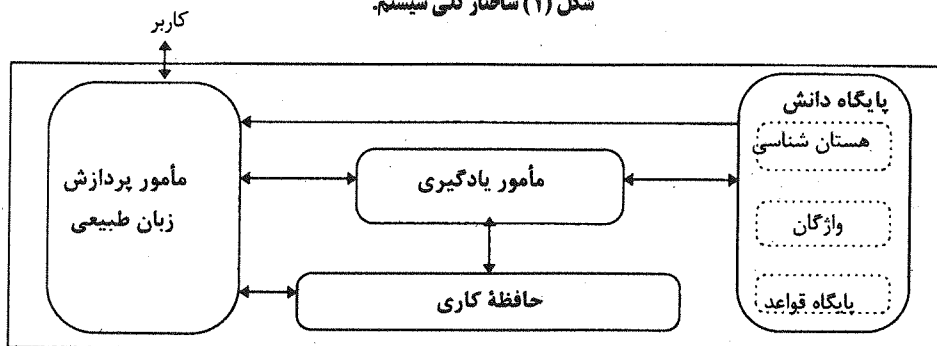 شکل (۲) ساختار کلی سیستم.
کاربر
پایگاه دانش
هستان شناسی
مأمور یادگیری
مأمور پردازش
زبان طبیعی
واژگان
حافظهٔ کاری
پایگاه قواعد